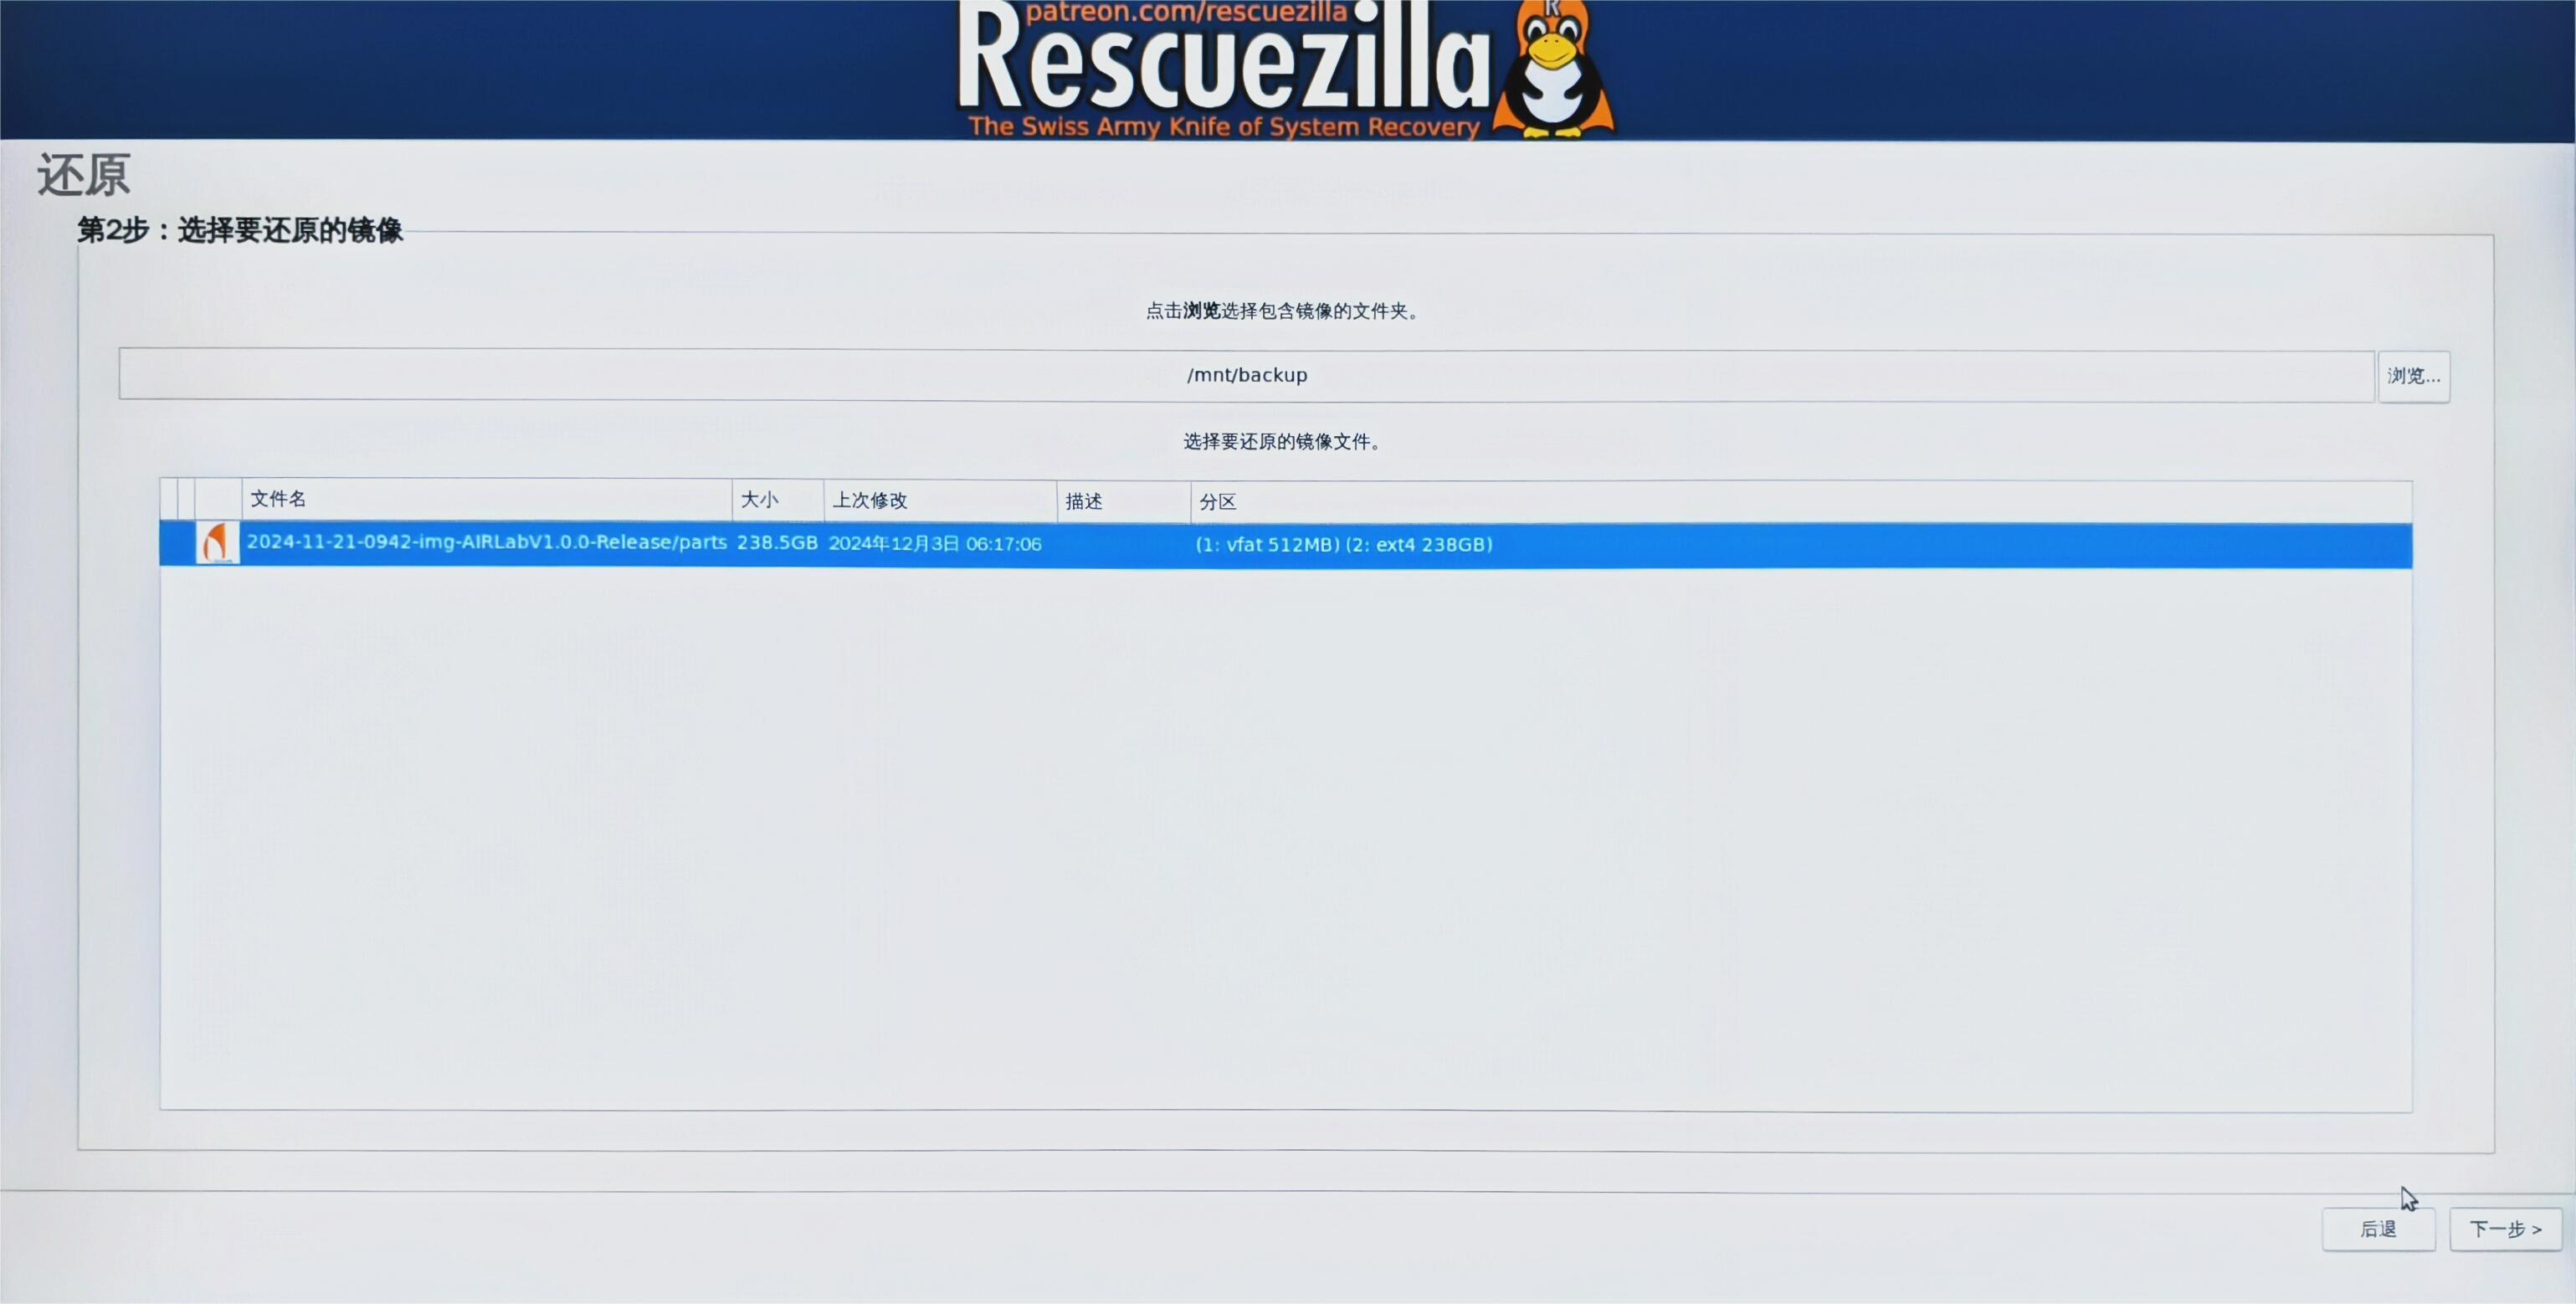 patreon.com/rescuezilla
Rescuezilla
R
The Swiss Army Knife of System Recovery
还原
第2步：选择要还原的镜像
点击浏览选择包含镜像的文件夹。
/mnt/backup
浏览...
选择要还原的镜像文件。
文件名 大小 上次修改 描述 分区
2024-11-21-0942-img-AIRLabV1.0.0-Release/parts 238.5GB 2024年12月3日 06:17:06 (1: vfat 512MB) (2: ext4 238GB)
后退 下一步 >